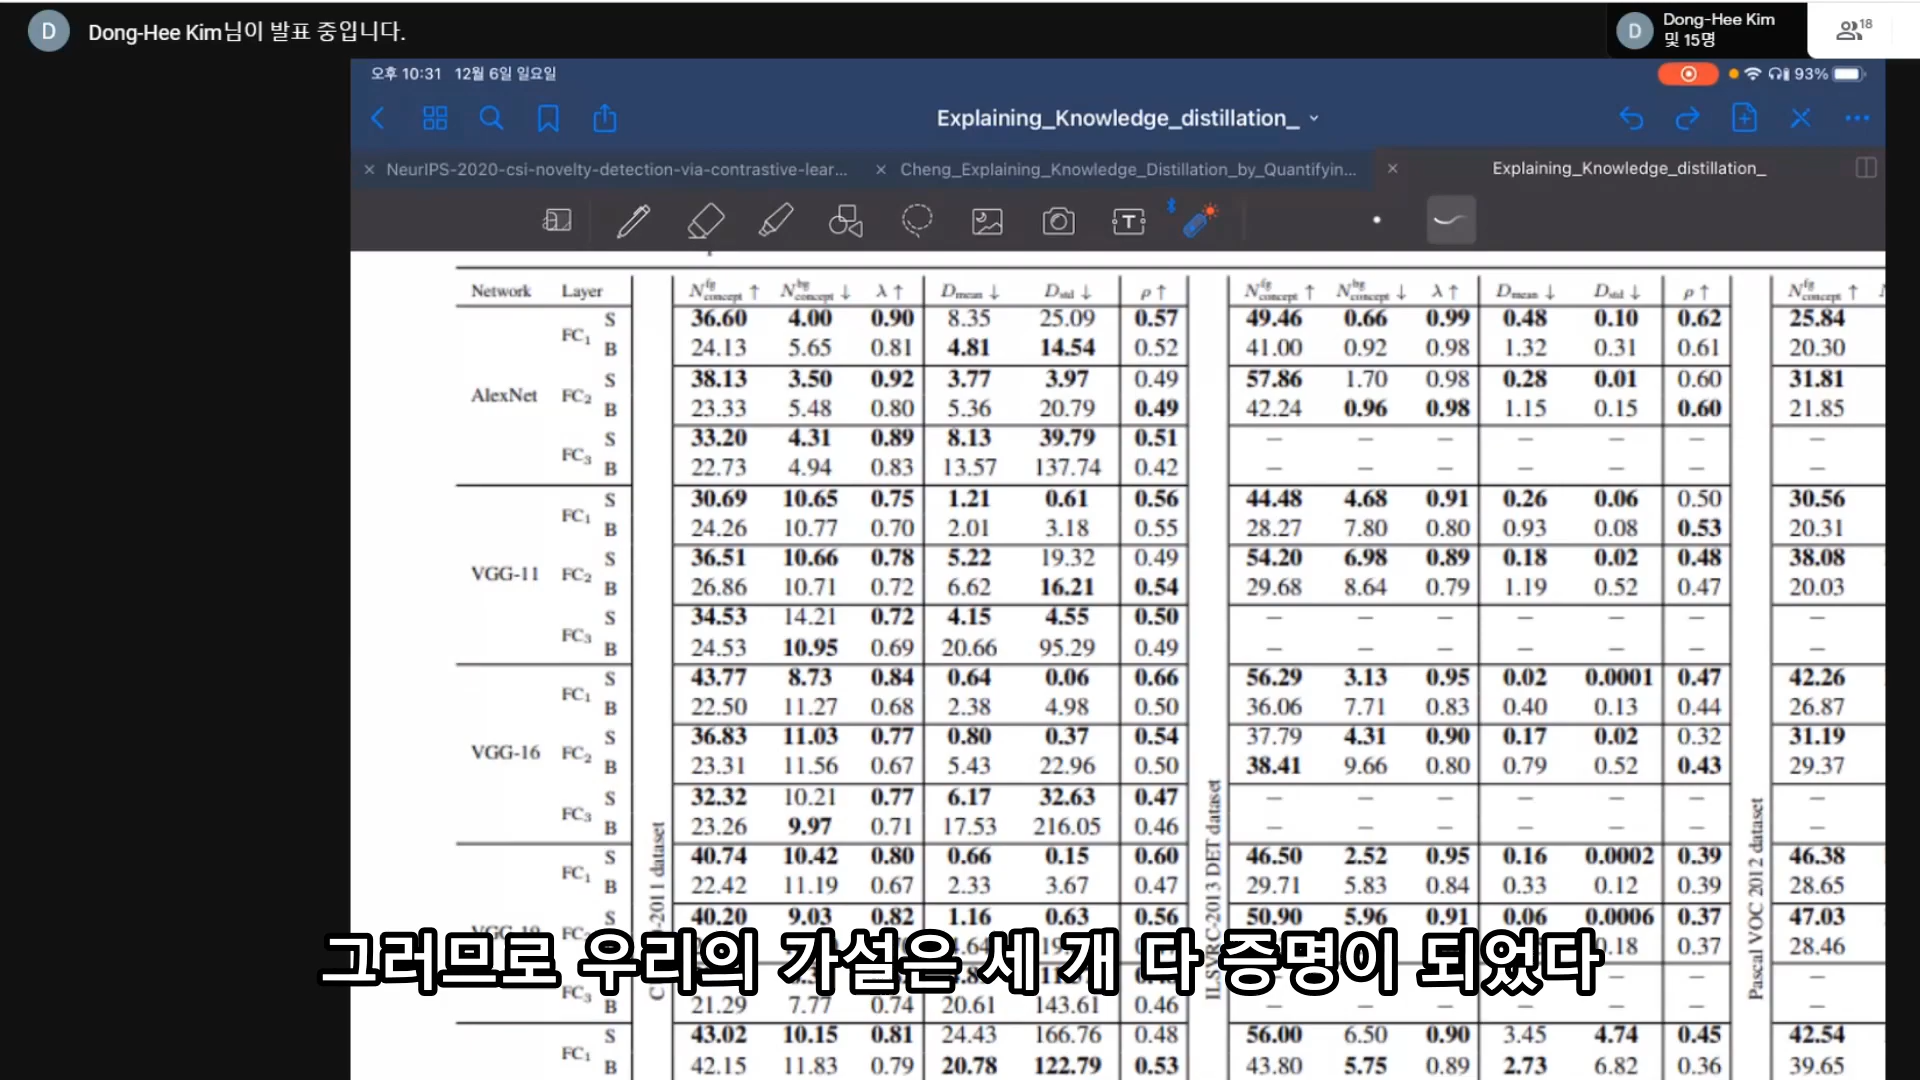 D Dong-Hee Kim님이 발표 중입니다.
D Dong-Hee Kim 및 15명
18
오후 10:31 12월 6일 일요일
93%
Explaining_Knowledge_distillation_
NeurIPS-2020-csi-novelty-detection-via-contrastive-lear...
Cheng_Explaining_Knowledge_Distillation_by_Quantifyin...
Explaining_Knowledge_distillation_
Network Layer N^fg_concept ↑ N^bg_concept ↓ λ ↑ D_mean ↓ D_std ↓ ρ ↑ N^fg_concept ↑ N^bg_concept ↓ λ ↑ D_mean ↓ D_std ↓ ρ ↑ N^fg_concept ↑
AlexNet FC1 S 36.60 4.00 0.90 8.35 25.09 0.57 49.46 0.66 0.99 0.48 0.10 0.62 25.84
B 24.13 5.65 0.81 4.81 14.54 0.52 41.00 0.92 0.98 1.32 0.31 0.61 20.30
FC2 S 38.13 3.50 0.92 3.77 3.97 0.49 57.86 1.70 0.98 0.28 0.01 0.60 31.81
B 23.33 5.48 0.80 5.36 20.79 0.49 42.24 0.96 0.98 1.15 0.15 0.60 21.85
FC3 S 33.20 4.31 0.89 8.13 39.79 0.51 — — — — — — —
B 22.73 4.94 0.83 13.57 137.74 0.42 — — — — — — —
VGG-11 FC1 S 30.69 10.65 0.75 1.21 0.61 0.56 44.48 4.68 0.91 0.26 0.06 0.50 30.56
B 24.26 10.77 0.70 2.01 3.18 0.55 28.27 7.80 0.80 0.93 0.08 0.53 20.31
FC2 S 36.51 10.66 0.78 5.22 19.32 0.49 54.20 6.98 0.89 0.18 0.02 0.48 38.08
B 26.86 10.71 0.72 6.62 16.21 0.54 29.68 8.64 0.79 1.19 0.52 0.47 20.03
FC3 S 34.53 14.21 0.72 4.15 4.55 0.50 — — — — — — —
B 24.53 10.95 0.69 20.66 95.29 0.49 — — — — — — —
VGG-16 FC1 S 43.77 8.73 0.84 0.64 0.06 0.66 56.29 3.13 0.95 0.02 0.0001 0.47 42.26
B 22.50 11.27 0.68 2.38 4.98 0.50 36.06 7.71 0.83 0.40 0.13 0.44 26.87
FC2 S 36.83 11.03 0.77 0.80 0.37 0.54 37.79 4.31 0.90 0.17 0.02 0.32 31.19
B 23.31 11.56 0.67 5.43 22.96 0.50 38.41 9.66 0.80 0.79 0.52 0.43 29.37
FC3 S 32.32 10.21 0.77 6.17 32.63 0.47 — — — — — — —
B 23.26 9.97 0.71 17.53 216.05 0.46 — — — — — — —
FC1 S 40.74 10.42 0.80 0.66 0.15 0.60 46.50 2.52 0.95 0.16 0.0002 0.39 46.38
B 22.42 11.19 0.67 2.33 3.67 0.47 29.71 5.83 0.84 0.33 0.12 0.39 28.65
S 40.20 9.03 0.82 1.16 0.63 0.56 50.90 5.96 0.91 0.06 0.0006 0.37 47.03
0.18 0.37 28.46
FC3
B 21.29 7.77 0.74 20.61 143.61 0.46 — — — — — — —
FC1 S 43.02 10.15 0.81 24.43 166.76 0.48 56.00 6.50 0.90 3.45 4.74 0.45 42.54
B 42.15 11.83 0.79 20.78 122.79 0.53 43.80 5.75 0.89 2.73 6.82 0.36 39.65
-2011 dataset
ILSVRC-2013 DET dataset
Pascal VOC 2012 dataset
그러므로 우리의 가설은 세 개 다 증명이 되었다